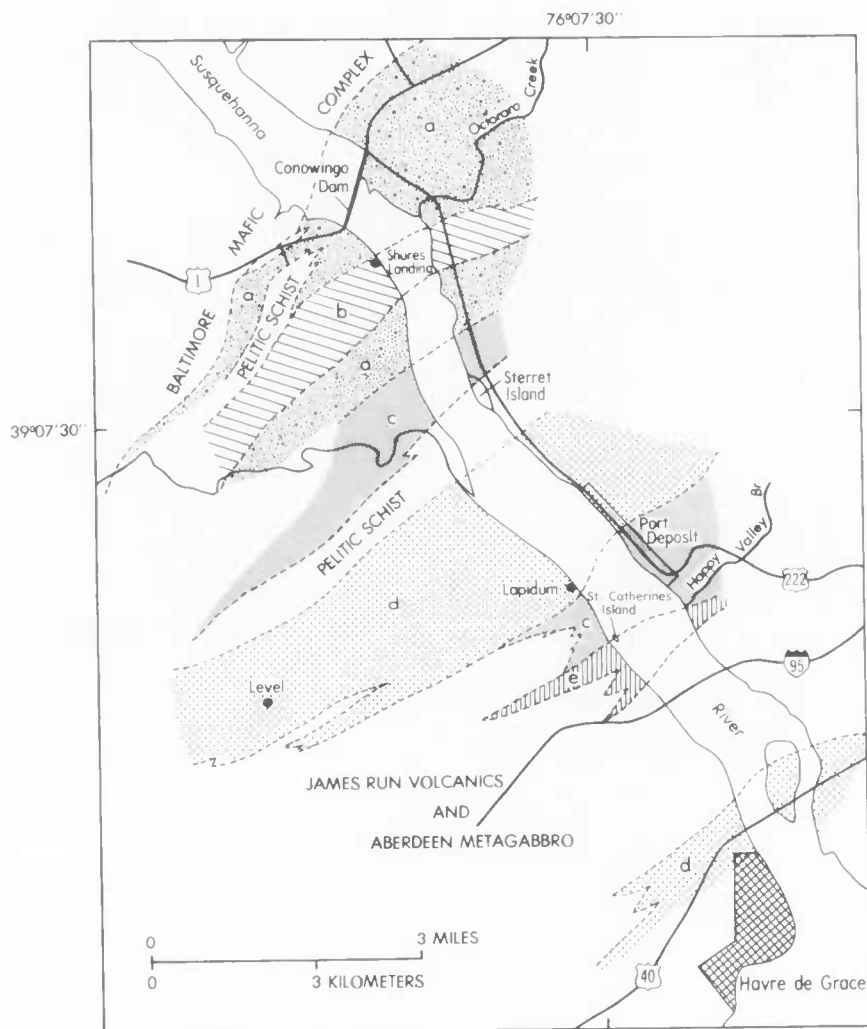 76°07'30''
Susquehanna
COMPLEX
a
Octoraro
Creek
Conowingo
Dam
MAFIC
Shures
Landing
1
a
PELITIC SCHIST
b
BALTIMORE
a
Sterret
Island
39°07'30''
c
PELITIC SCHIST
Port
Deposit
Happy Valley Br
222
Lapidum
St. Catherines
Island
d
c
95
e
Level
River
JAMES RUN VOLCANICS
AND
ABERDEEN METAGABBRO
d
0 3 MILES
0 3 KILOMETERS
40
Havre de Grace